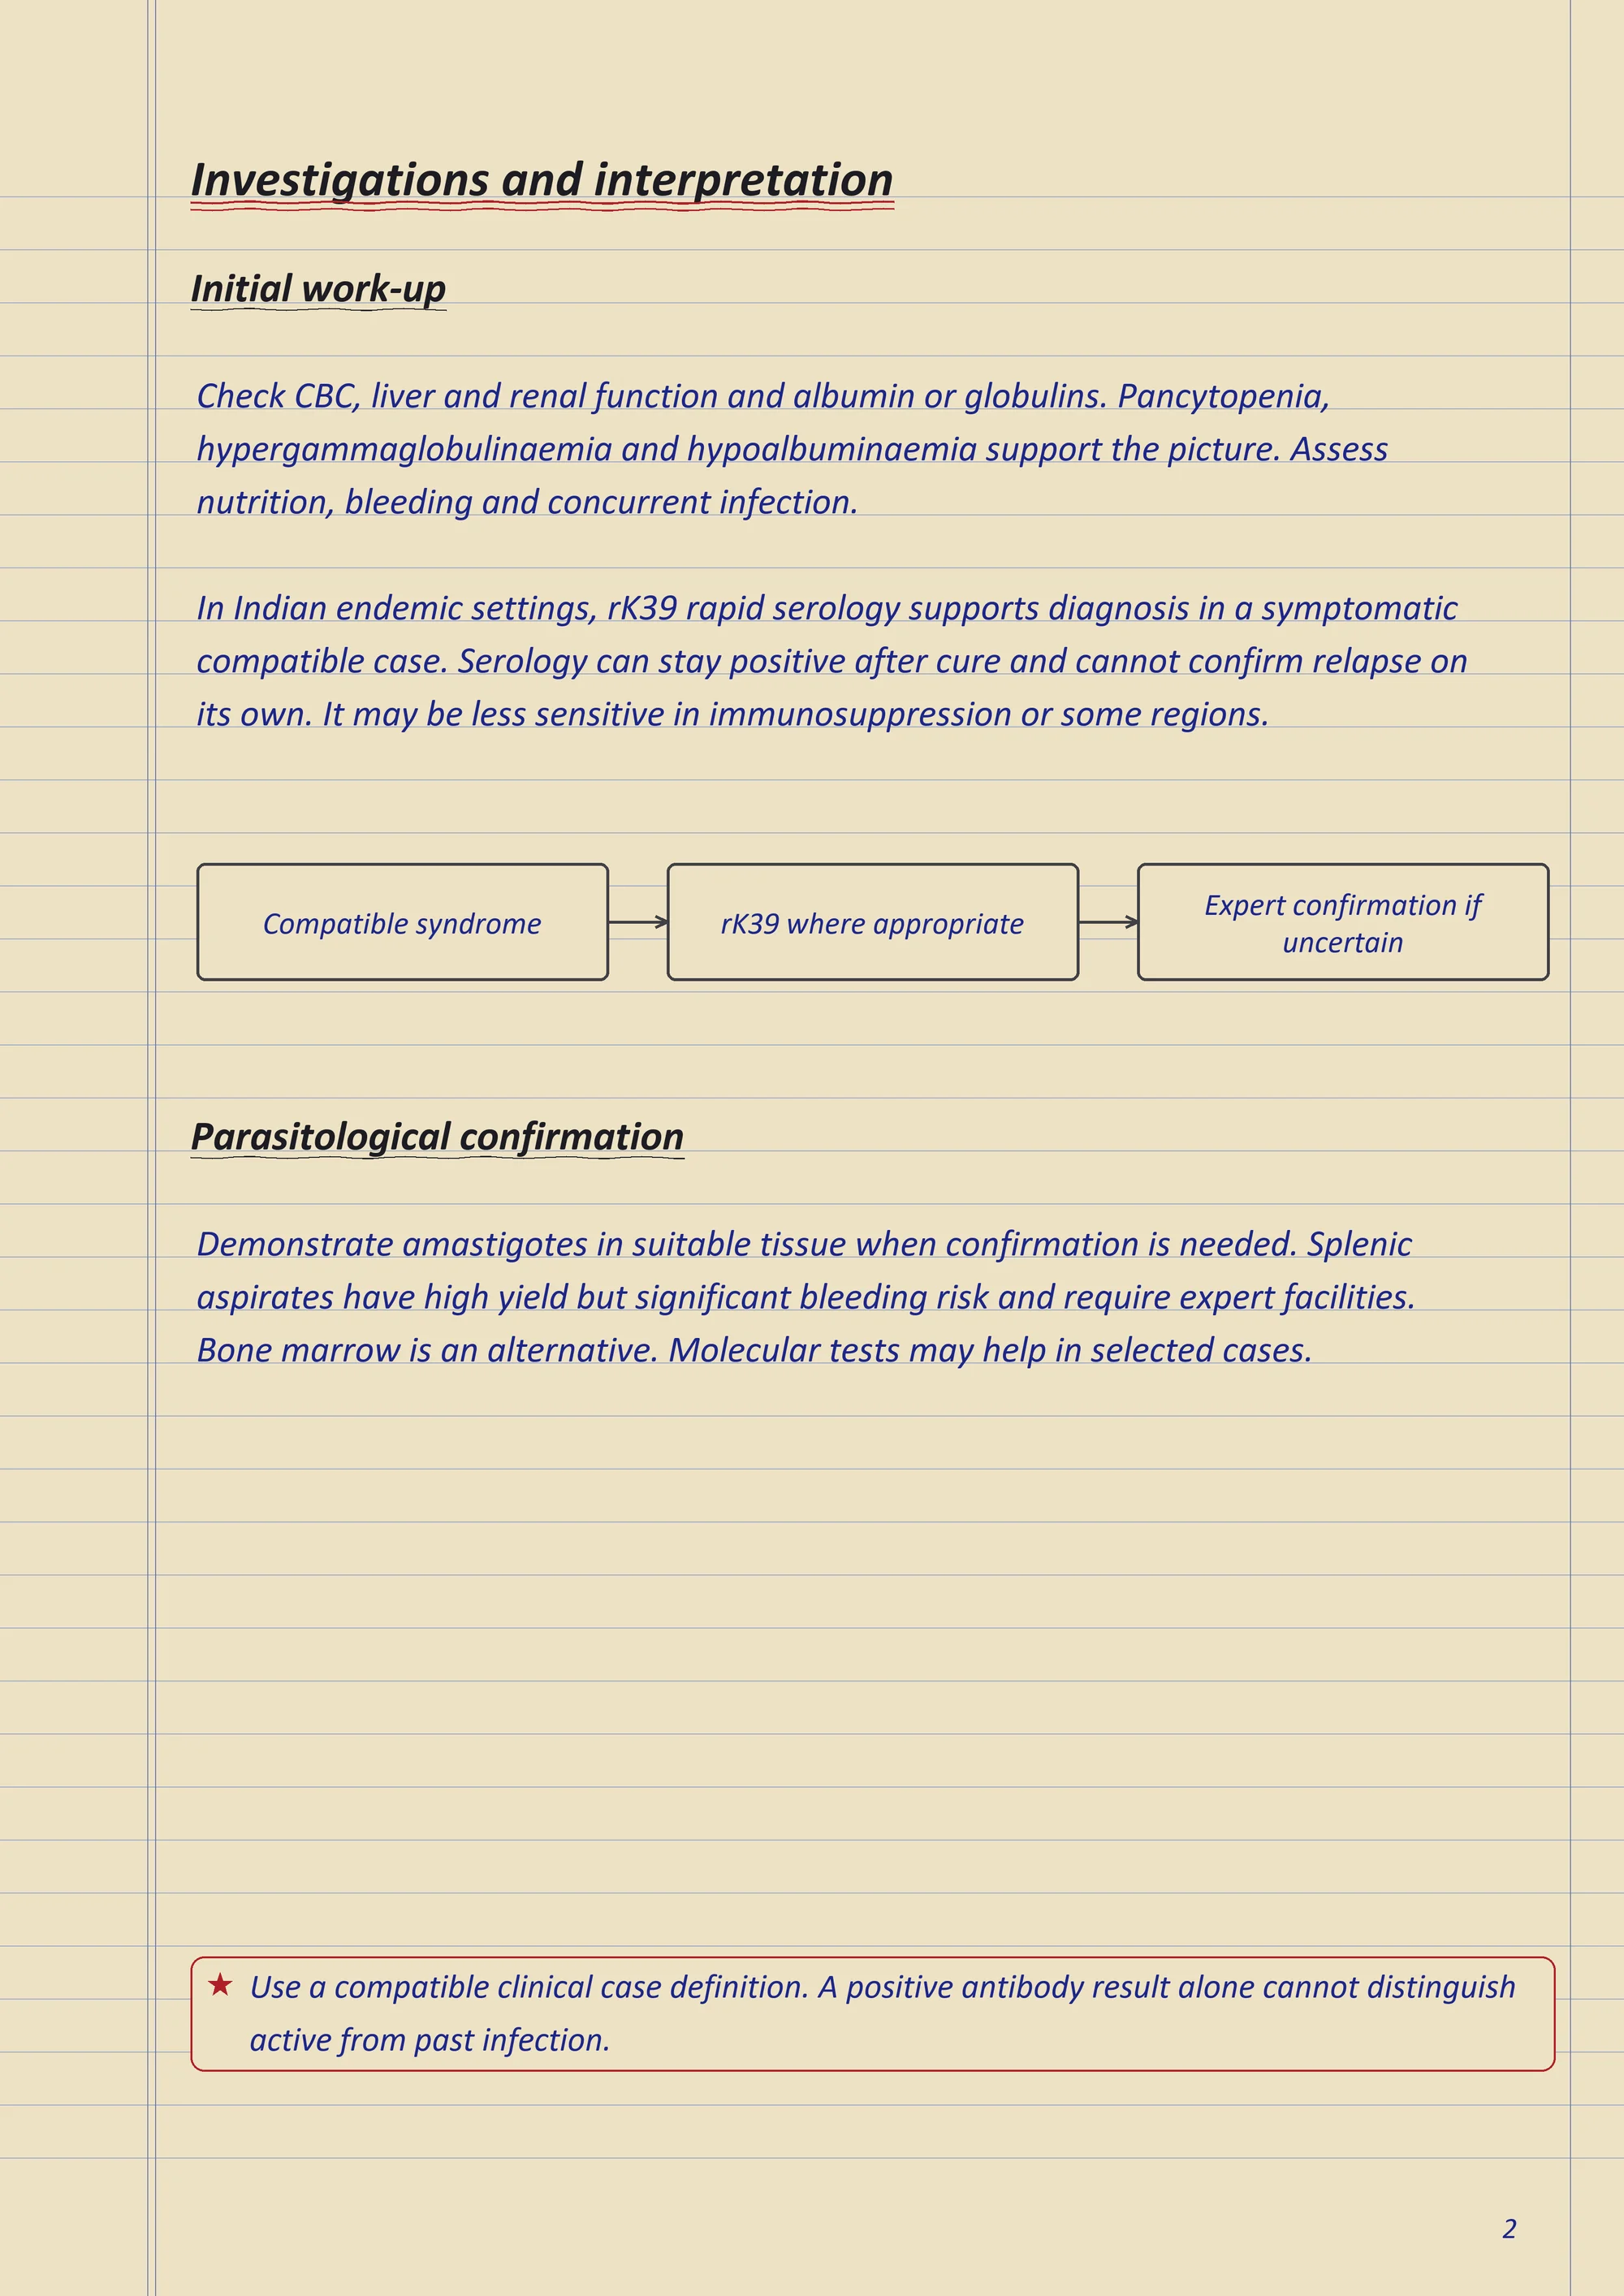 Investigations and interpretation
Initial work-up
Check CBC, liver and renal function and albumin or globulins. Pancytopenia,
hypergammaglobulinaemia and hypoalbuminaemia support the picture. Assess
nutrition, bleeding and concurrent infection.
In Indian endemic settings, rK39 rapid serology supports diagnosis in a symptomatic
compatible case. Serology can stay positive after cure and cannot confirm relapse on
its own. It may be less sensitive in immunosuppression or some regions.
Compatible syndrome
rK39 where appropriate
Expert confirmation if
uncertain
Parasitological confirmation
Demonstrate amastigotes in suitable tissue when confirmation is needed. Splenic
aspirates have high yield but significant bleeding risk and require expert facilities.
Bone marrow is an alternative. Molecular tests may help in selected cases.
★ Use a compatible clinical case definition. A positive antibody result alone cannot distinguish
active from past infection.
2